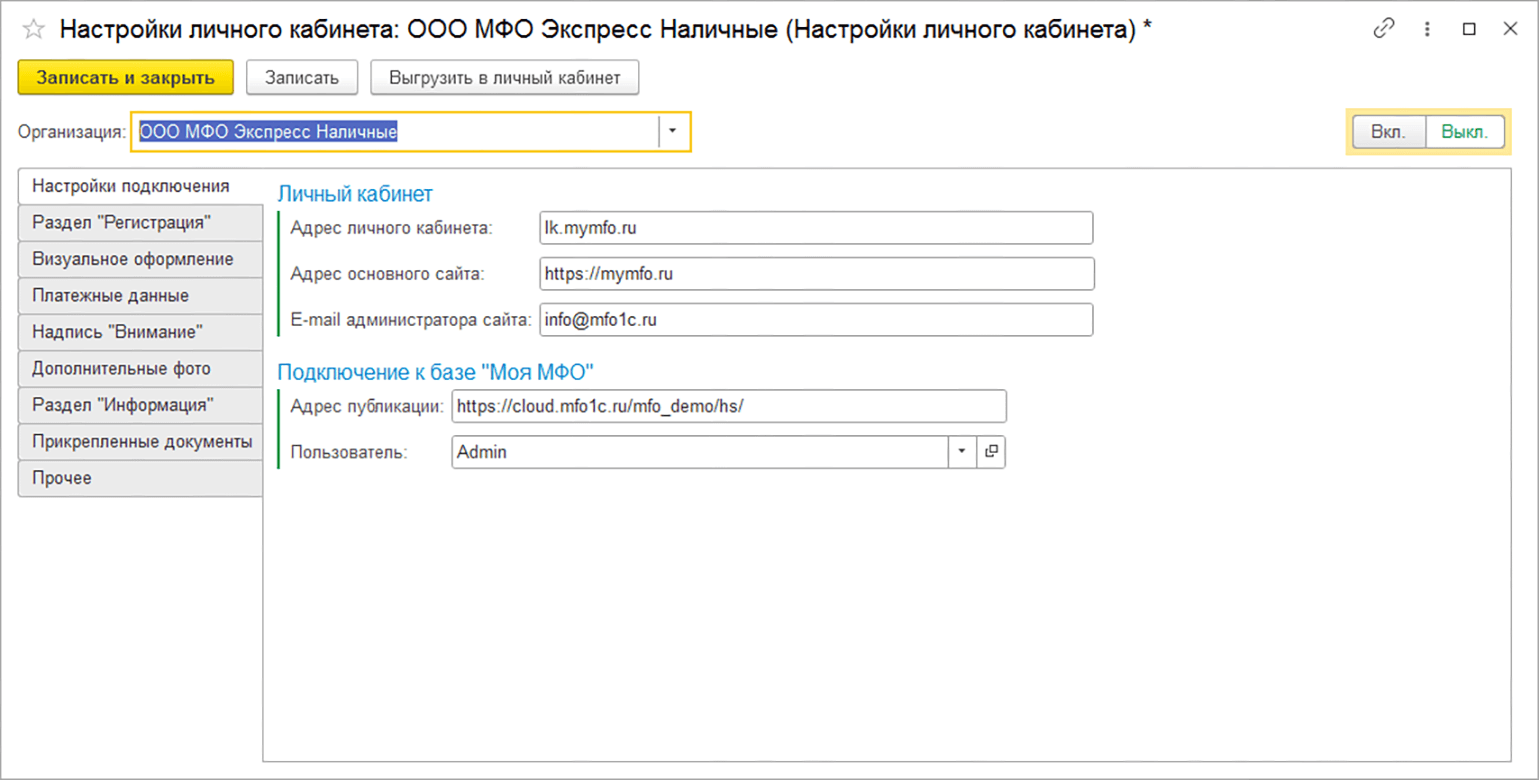 Настройки личного кабинета: ООО МФО Экспресс Наличные (Настройки личного кабинета) *
Записать и закрыть Записать Выгрузить в личный кабинет
Организация: ООО МФО Экспресс Наличные Вкл. Выкл.
Настройки подключения
Раздел "Регистрация"
Визуальное оформление
Платежные данные
Надпись "Внимание"
Дополнительные фото
Раздел "Информация"
Прикрепленные документы
Прочее
Личный кабинет
Адрес личного кабинета: lk.mymfo.ru
Адрес основного сайта: https://mymfo.ru
E-mail администратора сайта: info@mfo1c.ru
Подключение к базе "Моя МФО"
Адрес публикации: https://cloud.mfo1c.ru/mfo_demo/hs/
Пользователь: Admin